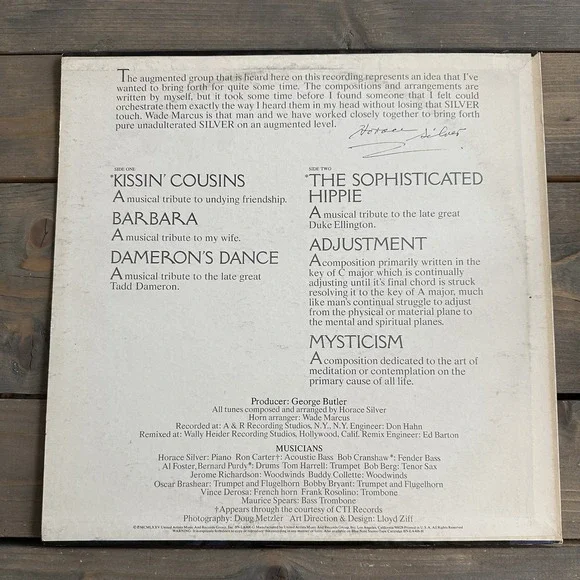 The augmented group that is heard here on this recording represents an idea that I've
wanted to bring forth for quite some time. The compositions and arrangements are
written by myself, but it took some time before I found someone that I felt could
orchestrate them exactly the way I heard them in my head without losing that SILVER
touch. Wade Marcus is that man and we have worked closely together to bring forth
pure unadulterated SILVER on an augmented level.
Horace Silver
SIDE ONE
*KISSIN' COUSINS
A musical tribute to undying friendship.
BARBARA
A musical tribute to my wife.
DAMERON'S DANCE
A musical tribute to the late great
Tadd Dameron.
SIDE TWO
*THE SOPHISTICATED
HIPPIE
A musical tribute to the late great
Duke Ellington.
ADJUSTMENT
A composition primarily written in the
key of C major which is continually
adjusting until it's final chord is struck
resolving it to the key of A major, much
like man's continual struggle to adjust
from the physical or material plane to
the mental and spiritual planes.
MYSTICISM
A composition dedicated to the art of
meditation or contemplation on the
primary cause of all life.
Producer: George Butler
All tunes composed and arranged by Horace Silver
Horn arranger: Wade Marcus
Recorded at: A & R Recording Studios, N.Y., N.Y. Engineer: Don Hahn
Remixed at: Wally Heider Recording Studios, Hollywood, Calif. Remix Engineer: Ed Barton
MUSICIANS
Horace Silver: Piano Ron Carter†: Acoustic Bass Bob Cranshaw*: Fender Bass
Al Foster, Bernard Purdy*: Drums Tom Harrell: Trumpet Bob Berg: Tenor Sax
Jerome Richardson: Woodwinds Buddy Collette: Woodwinds
Oscar Brashear: Trumpet and Flugelhorn Bobby Bryant: Trumpet and Flugelhorn
Vince Derosa: French horn Frank Rosolino: Trombone
Maurice Spears: Bass Trombone
†Appears through the courtesy of CTI Records
Photography: Doug Metzler Art Direction & Design: Lloyd Ziff